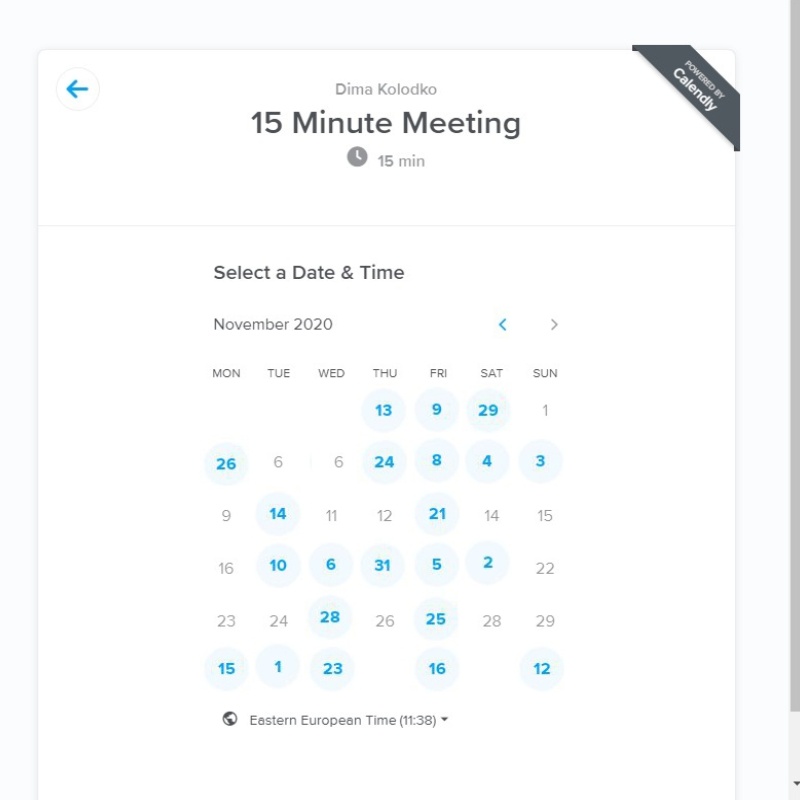 POWERED BY
Calendly
Dima Kolodko
15 Minute Meeting
15 min
Select a Date & Time
November 2020
MON TUE WED THU FRI SAT SUN
13 9 29 1
26 6 6 24 8 4 3
9 14 11 12 21 14 15
16 10 6 31 5 2 22
23 24 28 26 25 28 29
15 1 23 16 12
Eastern European Time (11:38)